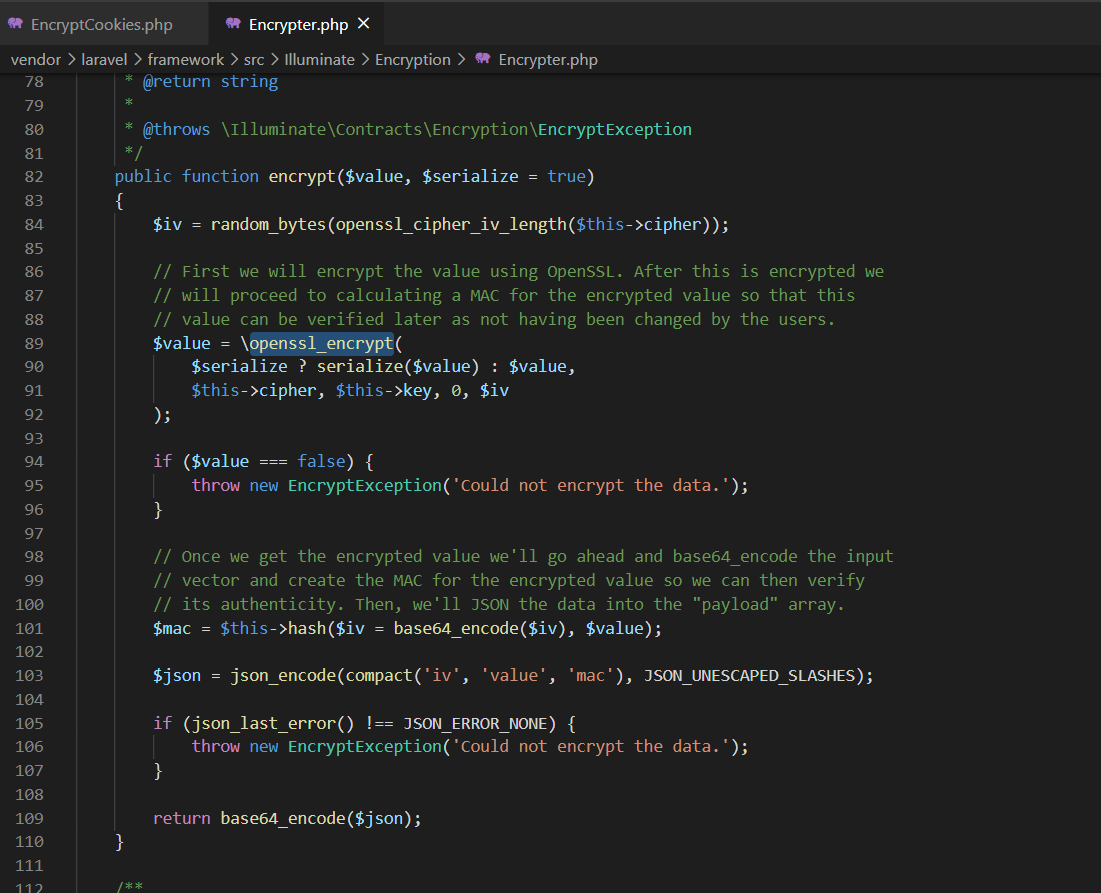 EncryptCookies.php Encrypter.php ×
vendor > laravel > framework > src > Illuminate > Encryption > Encrypter.php
78 * @return string
79 *
80 * @throws \Illuminate\Contracts\Encryption\EncryptException
81 */
82 public function encrypt($value, $serialize = true)
83 {
84 $iv = random_bytes(openssl_cipher_iv_length($this->cipher));
85
86 // First we will encrypt the value using OpenSSL. After this is encrypted we
87 // will proceed to calculating a MAC for the encrypted value so that this
88 // value can be verified later as not having been changed by the users.
89 $value = \openssl_encrypt(
90 $serialize ? serialize($value) : $value,
91 $this->cipher, $this->key, 0, $iv
92 );
93
94 if ($value === false) {
95 throw new EncryptException('Could not encrypt the data.');
96 }
97
98 // Once we get the encrypted value we'll go ahead and base64_encode the input
99 // vector and create the MAC for the encrypted value so we can then verify
100 // its authenticity. Then, we'll JSON the data into the "payload" array.
101 $mac = $this->hash($iv = base64_encode($iv), $value);
102
103 $json = json_encode(compact('iv', 'value', 'mac'), JSON_UNESCAPED_SLASHES);
104
105 if (json_last_error() !== JSON_ERROR_NONE) {
106 throw new EncryptException('Could not encrypt the data.');
107 }
108
109 return base64_encode($json);
110 }
111
112 /**